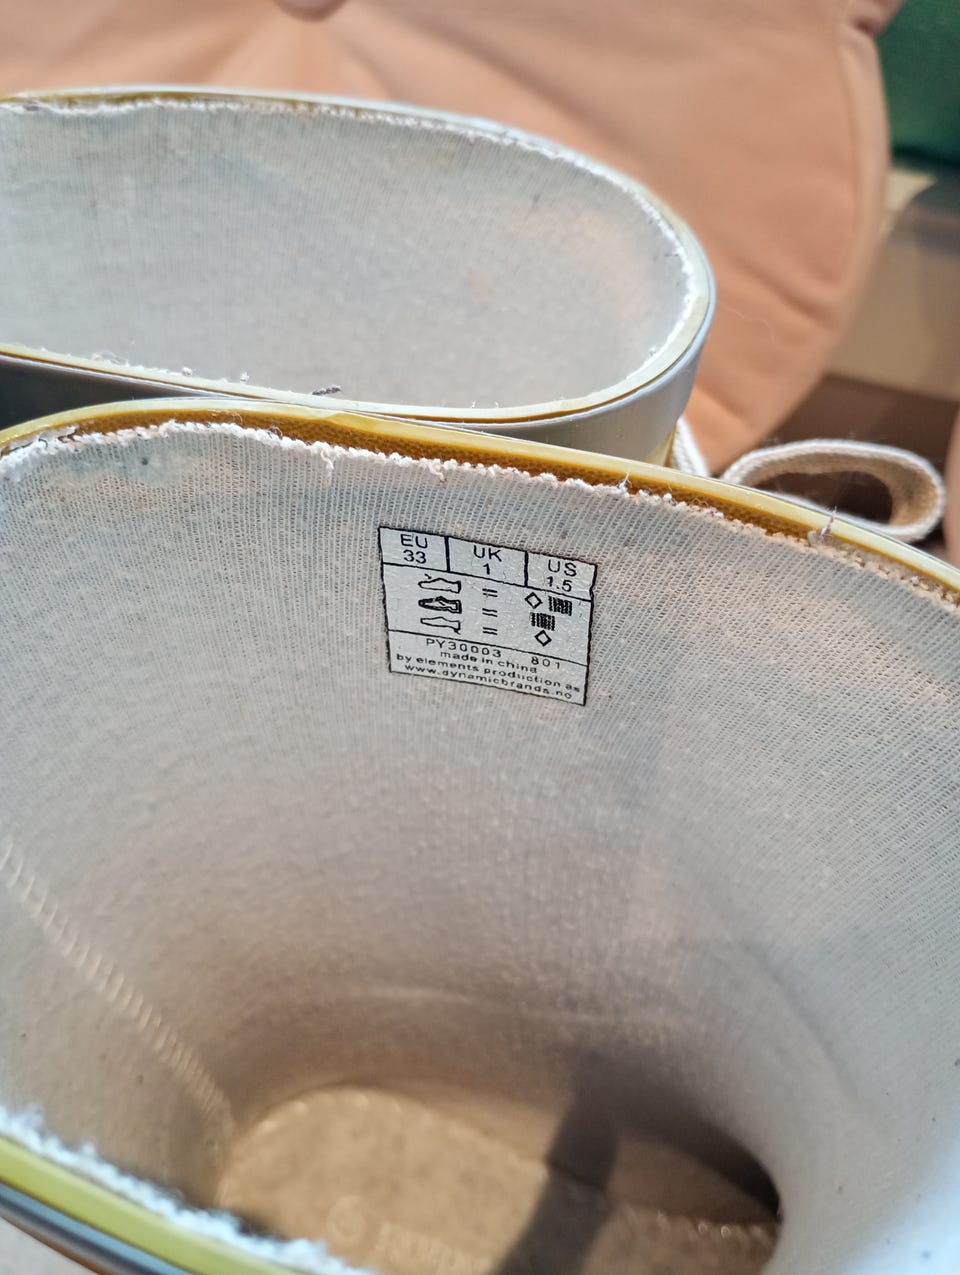 EU UK US
33 1 1.5
= 
=
=
PY30003 801
made in china
by elements production as
www.dynamicbrands.no